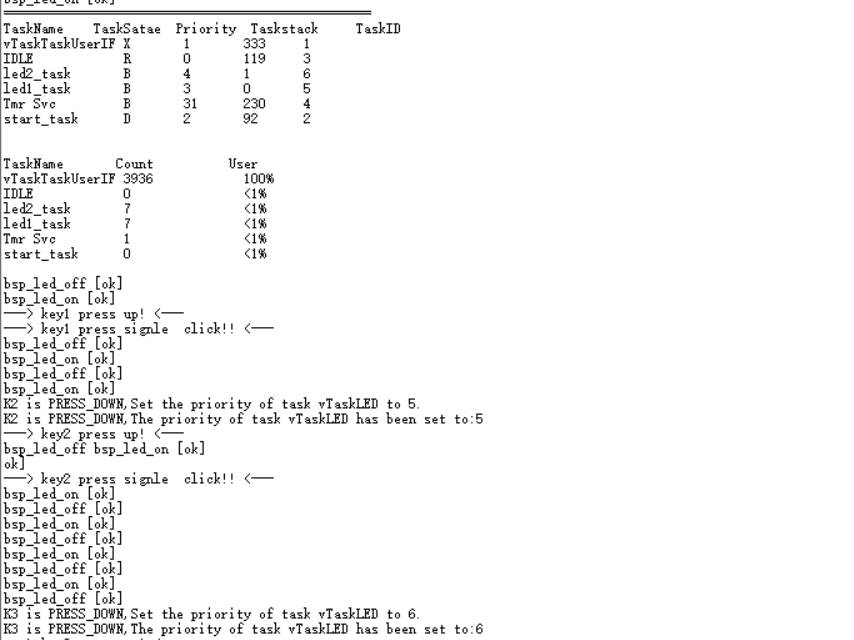 bsp_led_on [ok]
TaskName TaskSatae Priority Taskstack TaskID
vTaskTaskUserIF X 1 333 1
IDLE R 0 119 3
led2_task B 4 1 6
led1_task B 3 0 5
Tmr Svc B 31 230 4
start_task D 2 92 2
TaskName Count User
vTaskTaskUserIF 3936 100%
IDLE 0 <1%
led2_task 7 <1%
led1_task 7 <1%
Tmr Svc 1 <1%
start_task 0 <1%
bsp_led_off [ok]
bsp_led_on [ok]
---> key1 press up! <---
---> key1 press signle click!! <---
bsp_led_off [ok]
bsp_led_on [ok]
bsp_led_off [ok]
bsp_led_on [ok]
K2 is PRESS_DOWN,Set the priority of task vTaskLED to 5.
K2 is PRESS_DOWN,The priority of task vTaskLED has been set to:5
---> key2 press up! <---
bsp_led_off bsp_led_on [ok]
ok]
---> key2 press signle click!! <---
bsp_led_on [ok]
bsp_led_off [ok]
bsp_led_on [ok]
bsp_led_off [ok]
bsp_led_on [ok]
bsp_led_off [ok]
bsp_led_on [ok]
bsp_led_off [ok]
K3 is PRESS_DOWN,Set the priority of task vTaskLED to 6.
K3 is PRESS_DOWN,The priority of task vTaskLED has been set to:6